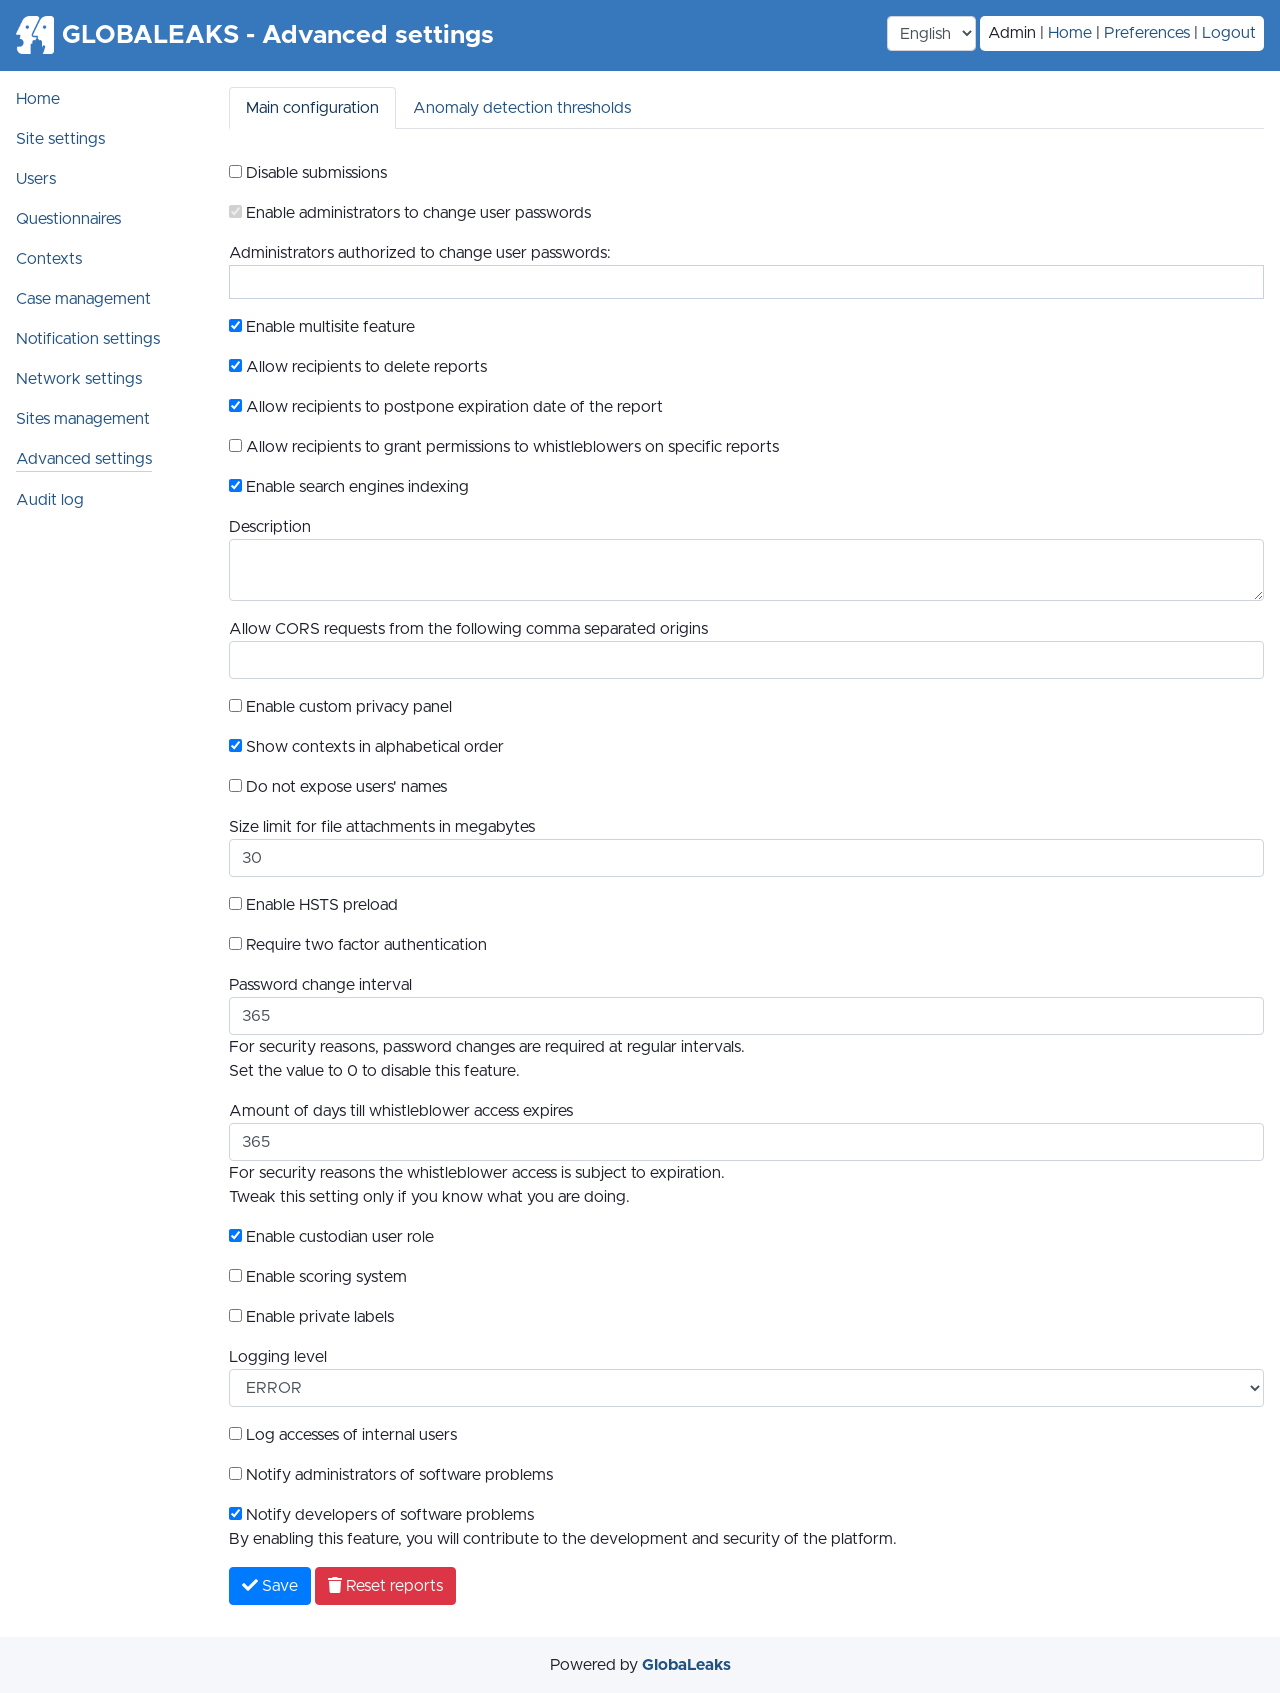 GLOBALEAKS - Advanced settings
English
Admin | Home | Preferences | Logout
Home
Site settings
Users
Questionnaires
Contexts
Case management
Notification settings
Network settings
Sites management
Advanced settings
Audit log
Main configuration
Anomaly detection thresholds
Disable submissions
Enable administrators to change user passwords
Administrators authorized to change user passwords:
Enable multisite feature
Allow recipients to delete reports
Allow recipients to postpone expiration date of the report
Allow recipients to grant permissions to whistleblowers on specific reports
Enable search engines indexing
Description
Allow CORS requests from the following comma separated origins
Enable custom privacy panel
Show contexts in alphabetical order
Do not expose users' names
Size limit for file attachments in megabytes
30
Enable HSTS preload
Require two factor authentication
Password change interval
365
For security reasons, password changes are required at regular intervals.
Set the value to 0 to disable this feature.
Amount of days till whistleblower access expires
365
For security reasons the whistleblower access is subject to expiration.
Tweak this setting only if you know what you are doing.
Enable custodian user role
Enable scoring system
Enable private labels
Logging level
ERROR
Log accesses of internal users
Notify administrators of software problems
Notify developers of software problems
By enabling this feature, you will contribute to the development and security of the platform.
Save
Reset reports
Powered by GlobaLeaks